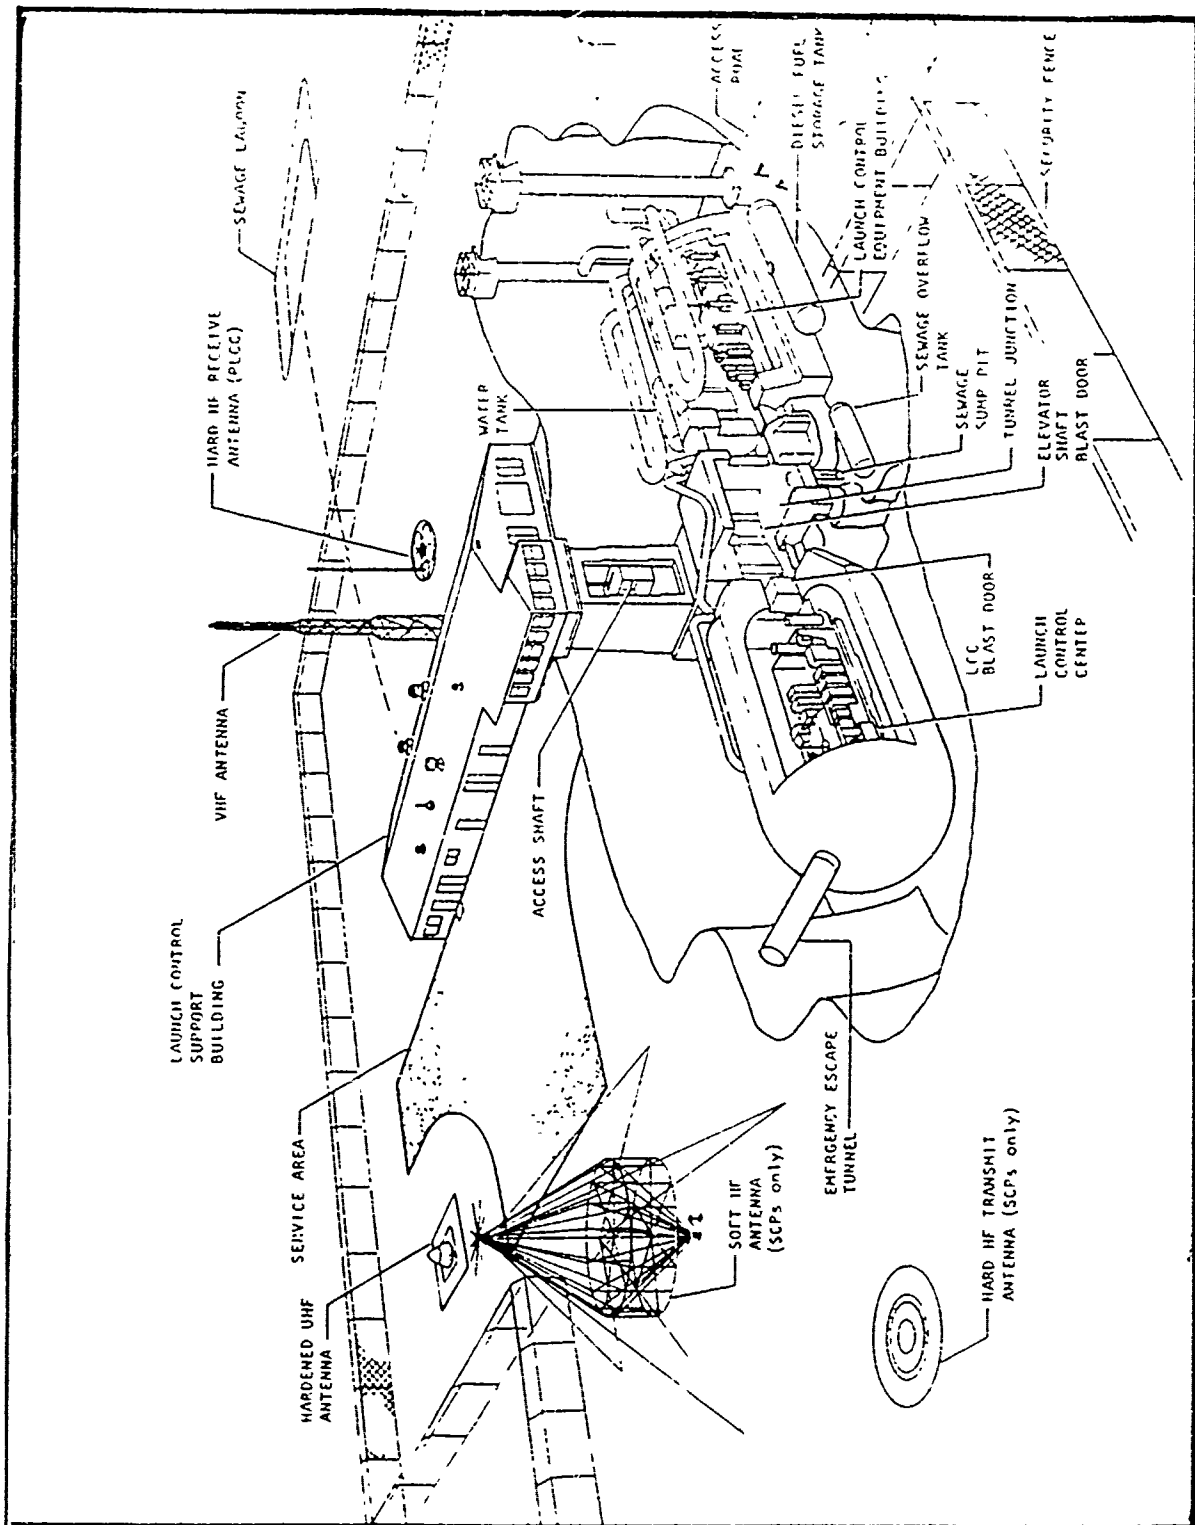 LAUNCH CONTROL
SUPPORT
BUILDING
VHF ANTENNA
HARD HF RECEIVE
ANTENNA (PLCC)
SEWAGE LAGOON
SERVICE AREA
HARDENED UHF
ANTENNA
WATER
TANK
ACCESS SHAFT
ACCESS
ROAD
DIESEL FUEL
STORAGE TANK
LAUNCH CONTROL
EQUIPMENT BUILDING
SEWAGE OVERFLOW
TANK
SEWAGE
SUMP PIT
TUNNEL JUNCTION
ELEVATOR
SHAFT
BLAST DOOR
SECURITY FENCE
LCC
BLAST DOOR
LAUNCH
CONTROL
CENTER
SOFT HF
ANTENNA
(SCPs only)
EMERGENCY ESCAPE
TUNNEL
HARD HF TRANSMIT
ANTENNA (SCPs only)